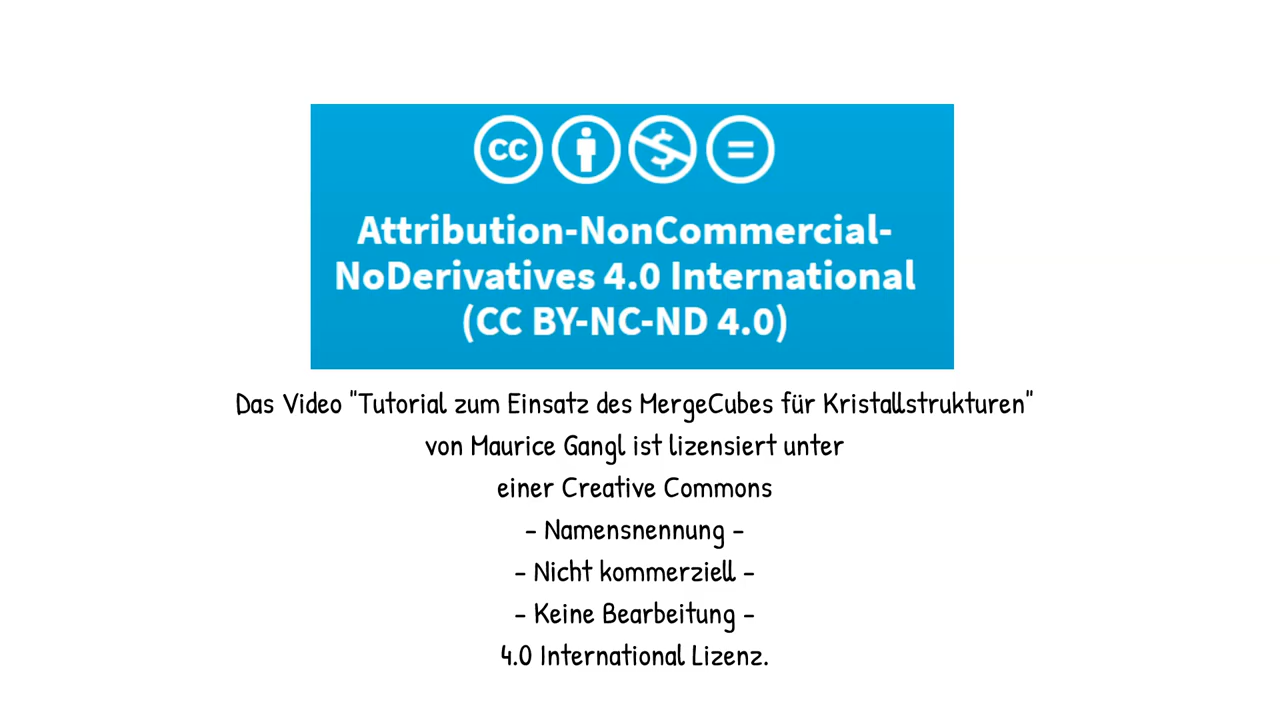 cc
Attribution-NonCommercial-
NoDerivatives 4.0 International
(CC BY-NC-ND 4.0)
Das Video "Tutorial zum Einsatz des MergeCubes für Kristallstrukturen"
von Maurice Gangl ist lizensiert unter
einer Creative Commons
- Namensnennung -
- Nicht kommerziell -
- Keine Bearbeitung -
4.0 International Lizenz.